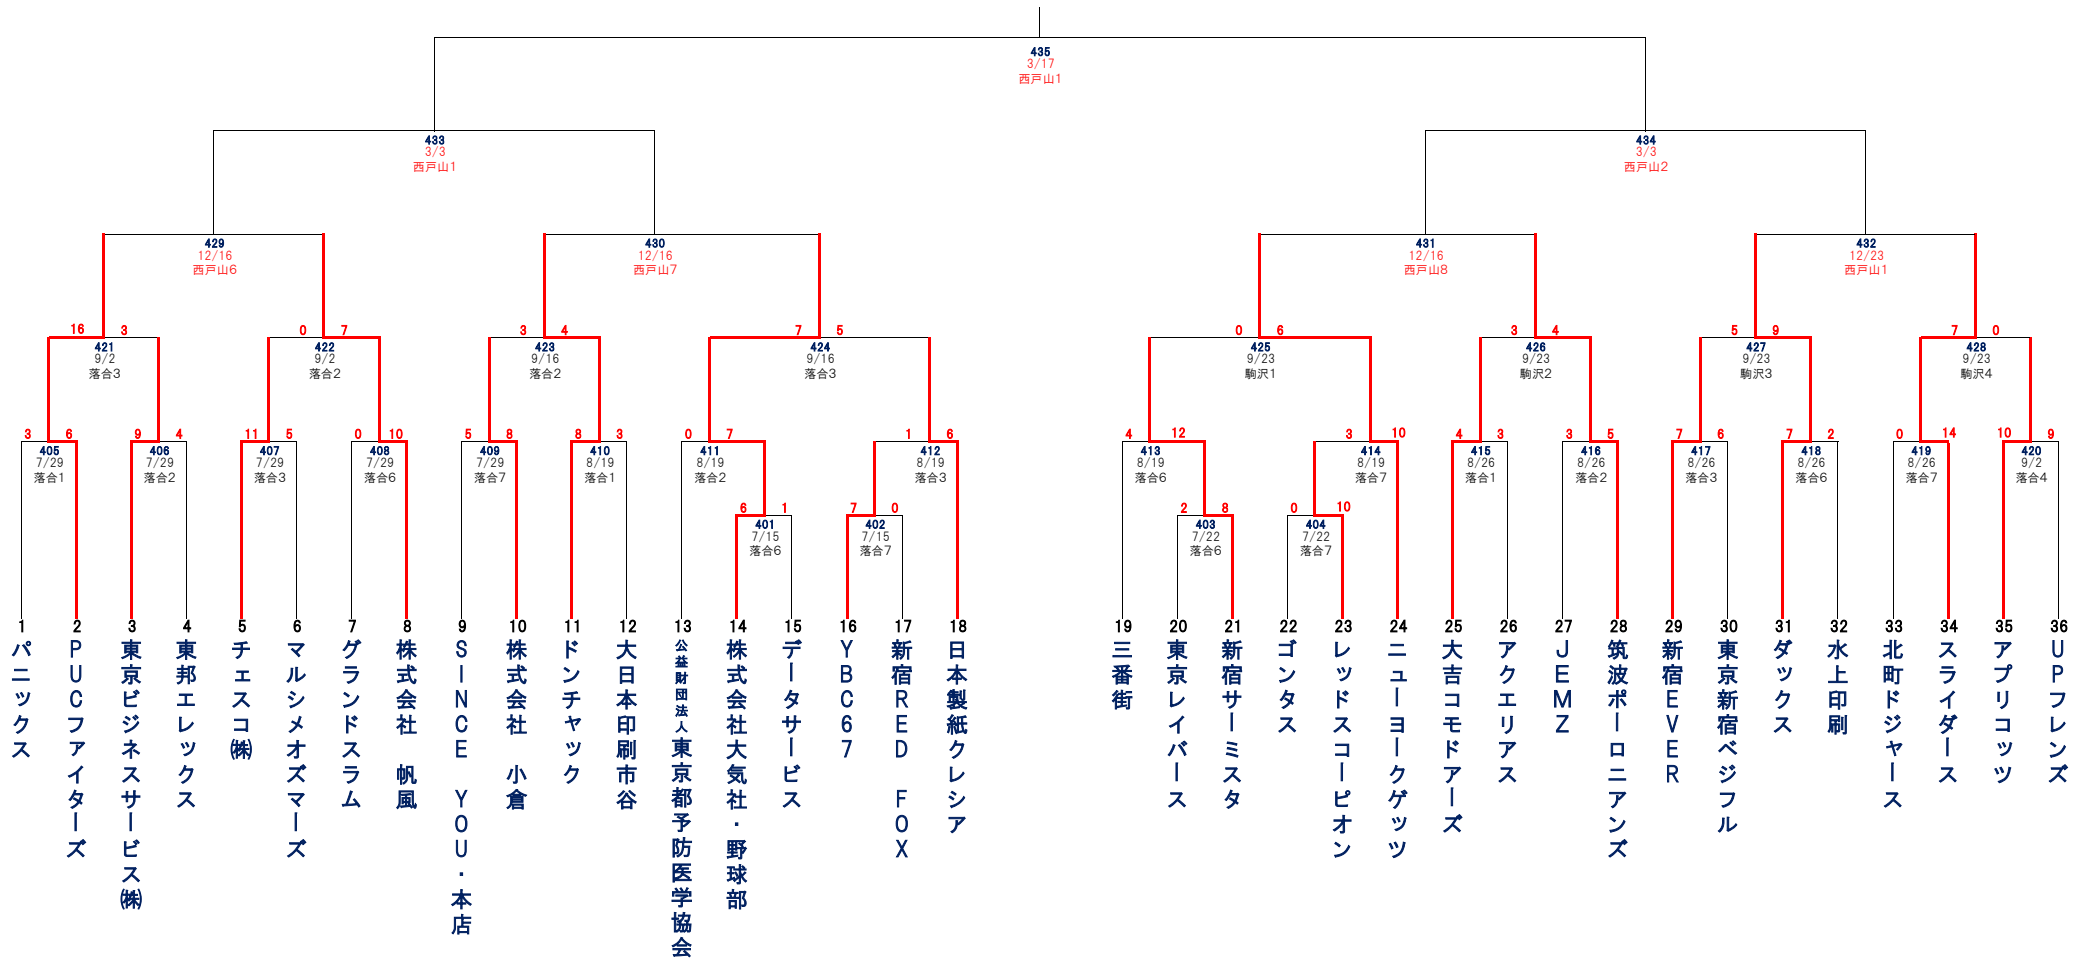 435
3/17
西戸山1
433
3/3
西戸山1
434
3/3
西戸山2
429
12/16
西戸山6
430
12/16
西戸山7
431
12/16
西戸山8
432
12/23
西戸山1
16 3
421
9/2
落合3
0 7
422
9/2
落合2
3 4
423
9/16
落合2
7 5
424
9/16
落合3
0 6
425
9/23
駒沢1
3 4
426
9/23
駒沢2
5 9
427
9/23
駒沢3
7 0
428
9/23
駒沢4
3 6
405
7/29
落合1
9 4
406
7/29
落合2
11 5
407
7/29
落合3
0 10
408
7/29
落合6
5 8
409
7/29
落合7
8 3
410
8/19
落合1
0 7
411
8/19
落合2
1 6
412
8/19
落合3
4 12
413
8/19
落合6
3 10
414
8/19
落合7
4 3
415
8/26
落合1
3 5
416
8/26
落合2
7 6
417
8/26
落合3
7 2
418
8/26
落合6
0 14
419
8/26
落合7
10 9
420
9/2
落合4
6 1
401
7/15
落合6
7 0
402
7/15
落合7
2 8
403
7/22
落合6
0 10
404
7/22
落合7
1
パニックス
2
PUCファイターズ
3
東京ビジネスサービス㈱
4
東邦エレックス
5
チェスコ㈱
6
マルシメオズマーズ
7
グランドスラム
8
株式会社 帆風
9
SINCE YOU・本店
10
株式会社 小倉
11
ドンチャック
12
大日本印刷市谷
13
公益財団法人東京都予防医学協会
14
株式会社大気社・野球部
15
データサービス
16
YBC67
17
新宿RED FOX
18
日本製紙クレシア
19
三番街
20
東京レイバース
21
新宿サーミスタ
22
ゴンタス
23
レッドスコーピオン
24
ニューヨークゲッツ
25
大吉コモドアーズ
26
アクエリアス
27
JEMZ
28
筑波ポーロニアンズ
29
新宿EVER
30
東京新宿ベジフル
31
ダックス
32
水上印刷
33
北町ドジャース
34
スライダース
35
アプリコッツ
36
UPフレンズ